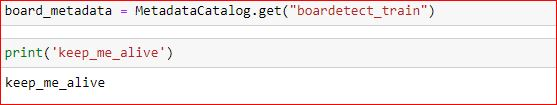 board_metadata = MetadataCatalog.get("boardetect_train")
print('keep_me_alive')
keep_me_alive